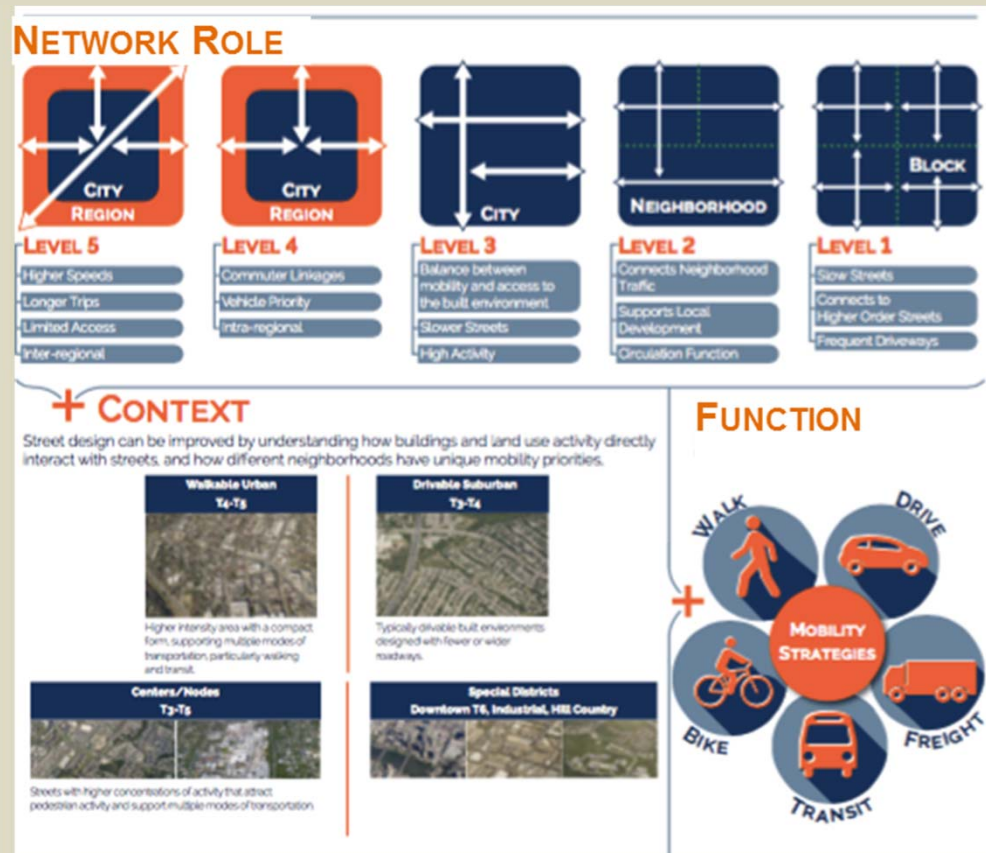 NETWORK ROLE
CITY
REGION
CITY
REGION
CITY
NEIGHBORHOOD
BLOCK
LEVEL 5
Higher Speeds
Longer Trips
Limited Access
Inter-regional
LEVEL 4
Commuter Linkages
Vehicle Priority
Intra-regional
LEVEL 3
Balance between
mobility and access to
the built environment
Slower Streets
High Activity
LEVEL 2
Connects Neighborhood
Traffic
Supports Local
Development
Circulation Function
LEVEL 1
Slow Streets
Connects to
Higher Order Streets
Frequent Driveways
+ CONTEXT
Street design can be improved by understanding how buildings and land use activity directly
interact with streets, and how different neighborhoods have unique mobility priorities.
Walkable Urban
T4-T5
Higher intensity area with a compact
form, supporting multiple modes of
transportation, particularly walking
and transit.
Drivable Suburban
T3-T4
Typically drivable built environments
designed with fewer or wider
roadways.
Centers/Nodes
T3-T5
Streets with higher concentrations of activity that attract
pedestrian activity and support multiple modes of transportation.
Special Districts
Downtown T6, Industrial, Hill Country
+
FUNCTION
WALK
DRIVE
MOBILITY
STRATEGIES
BIKE
FREIGHT
TRANSIT